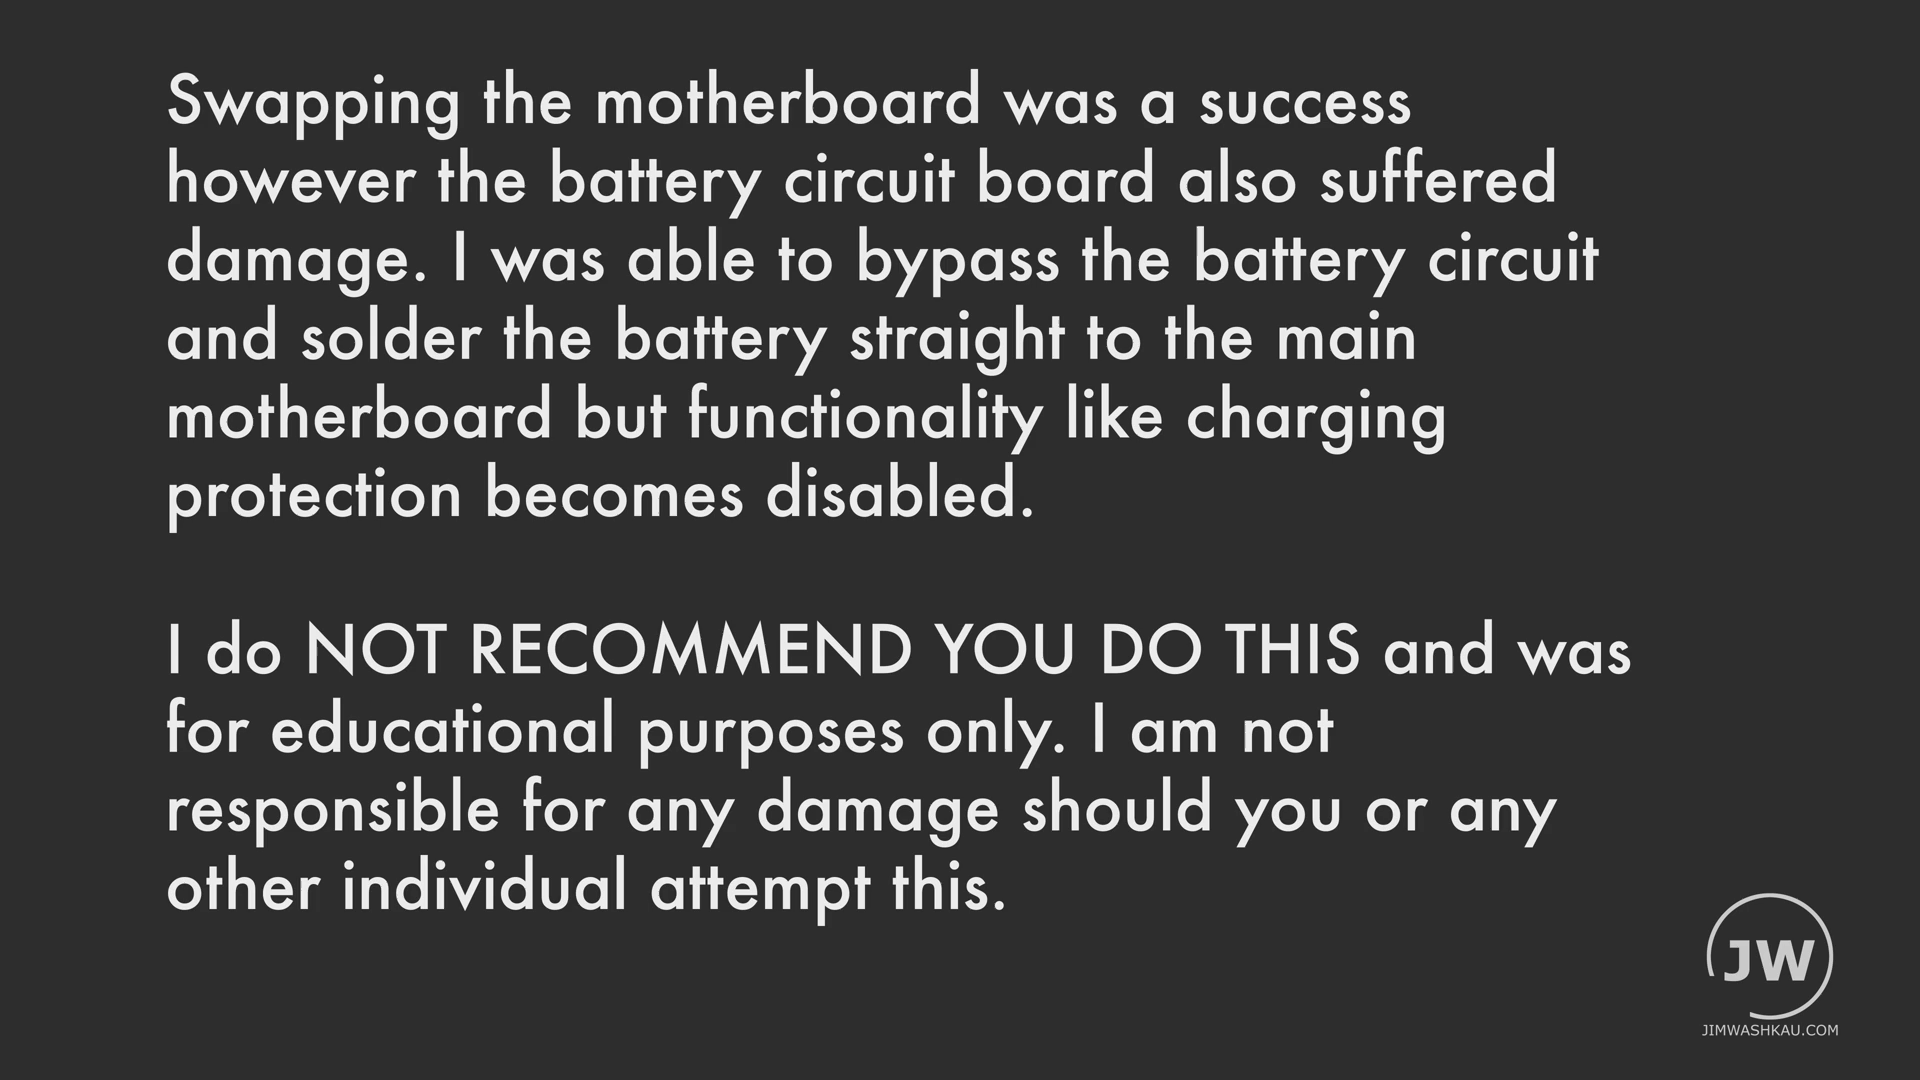 Swapping the motherboard was a success
however the battery circuit board also suffered
damage. I was able to bypass the battery circuit
and solder the battery straight to the main
motherboard but functionality like charging
protection becomes disabled.
I do NOT RECOMMEND YOU DO THIS and was
for educational purposes only. I am not
responsible for any damage should you or any
other individual attempt this.
JW
JIMWASHKAU.COM